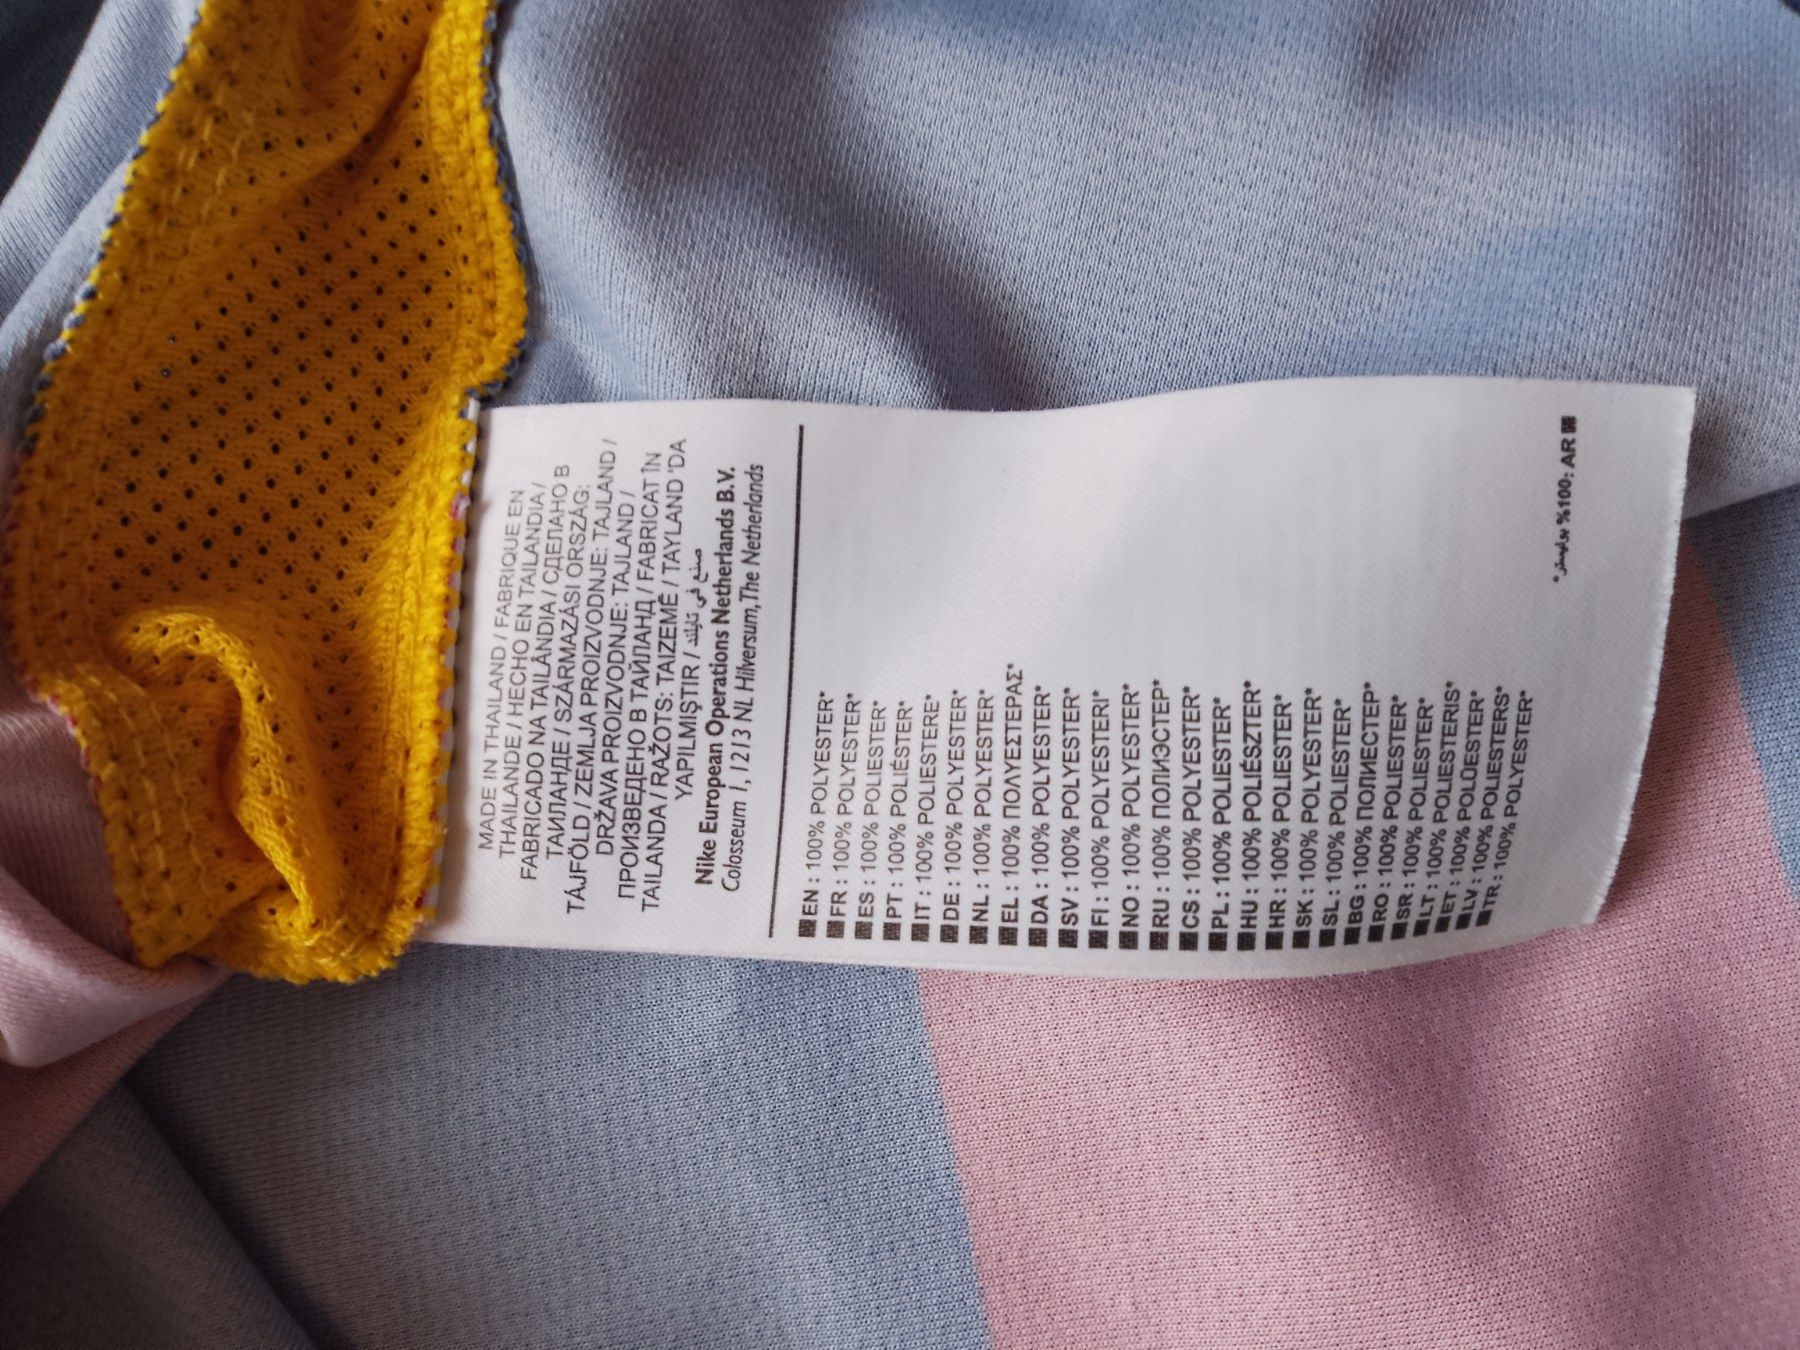 MADE IN THAILAND / FABRIQUE EN
THAILANDE / HECHO EN TAILANDIA /
FABRICADO NA TAILÂNDIA / СДЕЛАНО В
ТАИЛАНДЕ / SZÁRMAZÁSI ORSZÁG:
TÁJFÖLD / ZEMLJA PROIZVODNJE: TAJLAND /
DRŽAVA PROIZVODNJE: TAJLAND /
ПРОИЗВЕДЕНО В ТАЙЛАНД / FABRICAT ÎN
TAILANDA / RAŽOTS: TAIZEMĒ / TAYLAND 'DA
YAPILMIŞTIR / صنع في تايلند
Nike European Operations Netherlands B.V.
Colosseum 1, 1213 NL Hilversum, The Netherlands
EN : 100% POLYESTER*
FR : 100% POLYESTER*
ES : 100% POLIESTER*
PT : 100% POLIÉSTER*
IT : 100% POLIESTERE*
DE : 100% POLYESTER*
NL : 100% POLYESTER*
EL : 100% ΠΟΛΥΕΣΤΕΡΑΣ*
DA : 100% POLYESTER*
SV : 100% POLYESTER*
FI : 100% POLYESTERI*
NO : 100% POLYESTER*
RU : 100% ПОЛИЭСТЕР*
CS : 100% POLYESTER*
PL : 100% POLIESTER*
HU : 100% POLIÉSZTER*
HR : 100% POLIESTER*
SK : 100% POLYESTER*
SL : 100% POLIESTER*
BG : 100% ПОЛИЕСТЕР*
RO : 100% POLIESTER*
SR : 100% POLIESTER*
LT : 100% POLIESTERIS*
ET : 100% POLÜESTER*
LV : 100% POLIESTERS*
TR : 100% POLYESTER*
AR :100% بوليستر*